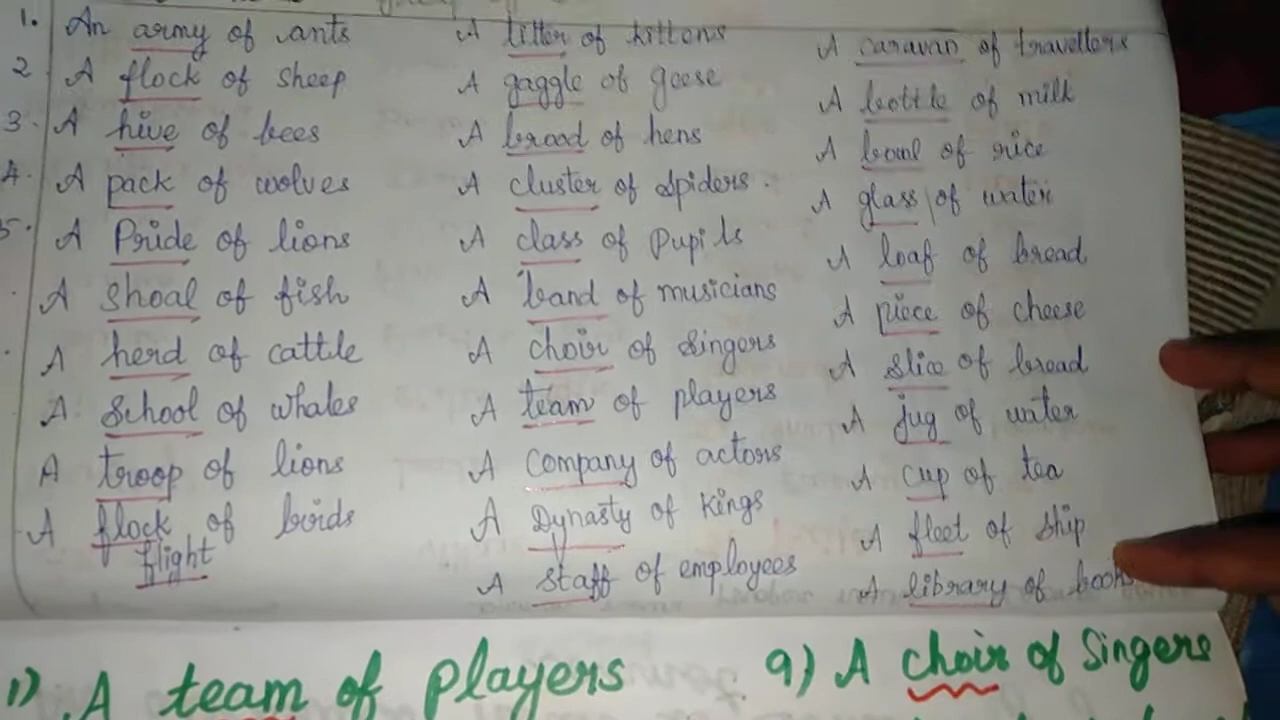 1. An army of ants
2 A flock of sheep
3. A hive of bees
4. A pack of wolves
5. A Pride of lions
A shoal of fish
A herd of cattle
A School of whales
A troop of lions
A flock of birds
flight
A litter of kittens
A gaggle of geese
A brood of hens
A cluster of spiders.
A class of Pupils
A band of musicians
A choir of Singers
A team of players
A Company of actors
A Dynasty of Kings
A staff of employees
A caravan of travellers
A bottle of milk
A bowl of rice
A glass of water
A loaf of bread
A piece of cheese
A slice of bread
A jug of water
A cup of tea
A fleet of ship
A library of books
1) A team of players
9) A choir of Singers